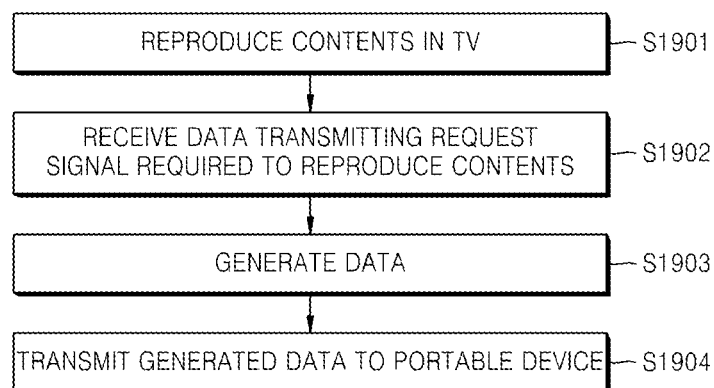 REPRODUCE CONTENTS IN TV S1901
RECEIVE DATA TRANSMITTING REQUEST
SIGNAL REQUIRED TO REPRODUCE CONTENTS S1902
GENERATE DATA S1903
TRANSMIT GENERATED DATA TO PORTABLE DEVICE S1904